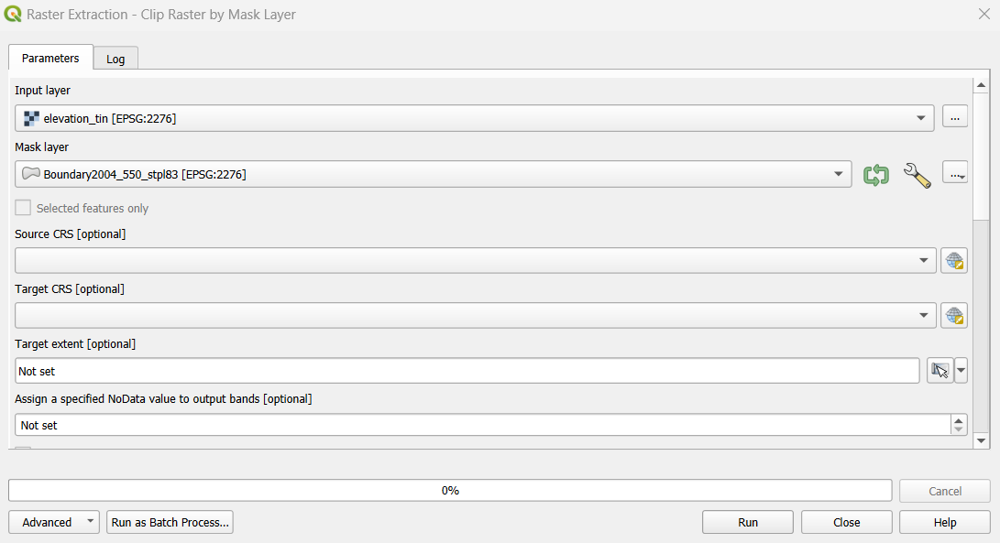 Raster Extraction - Clip Raster by Mask Layer
Parameters
Log
Input layer
elevation_tin [EPSG:2276]
...
Mask layer
Boundary2004_550_stpl83 [EPSG:2276]
...
Selected features only
Source CRS [optional]
Target CRS [optional]
Target extent [optional]
Not set
Assign a specified NoData value to output bands [optional]
Not set
0%
Cancel
Advanced
Run as Batch Process...
Run
Close
Help